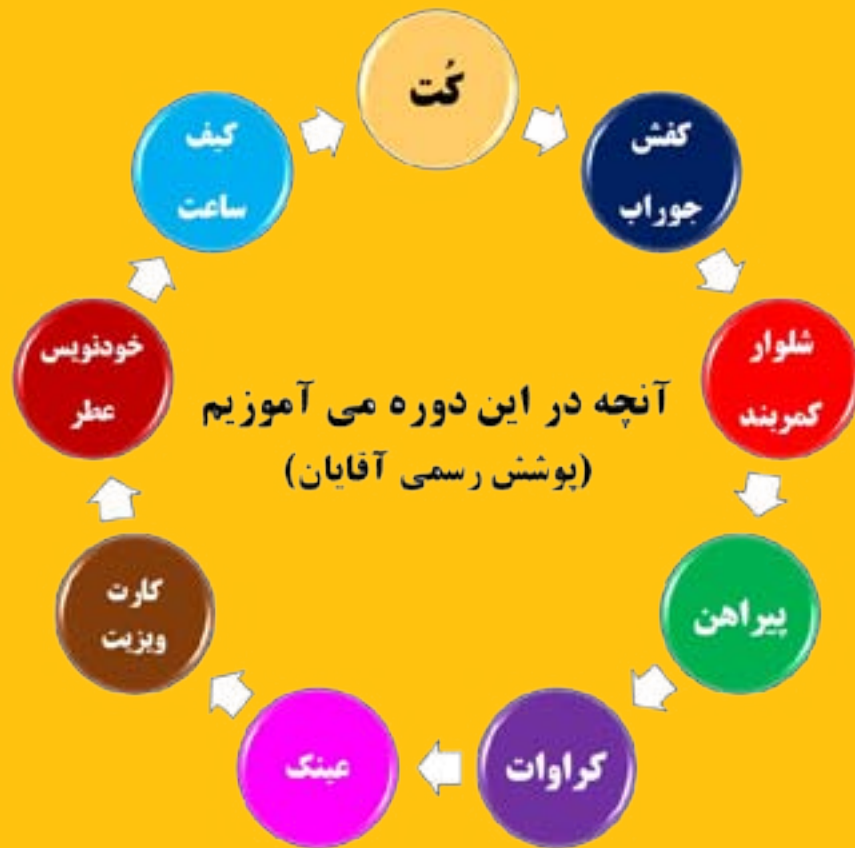 کُت
کفش
جوراب
شلوار
کمربند
پیراهن
کراوات
عینک
کارت
ویزیت
خودنویس
عطر
کیف
ساعت
آنچه در این دوره می آموزیم
(پوشش رسمی آقایان)